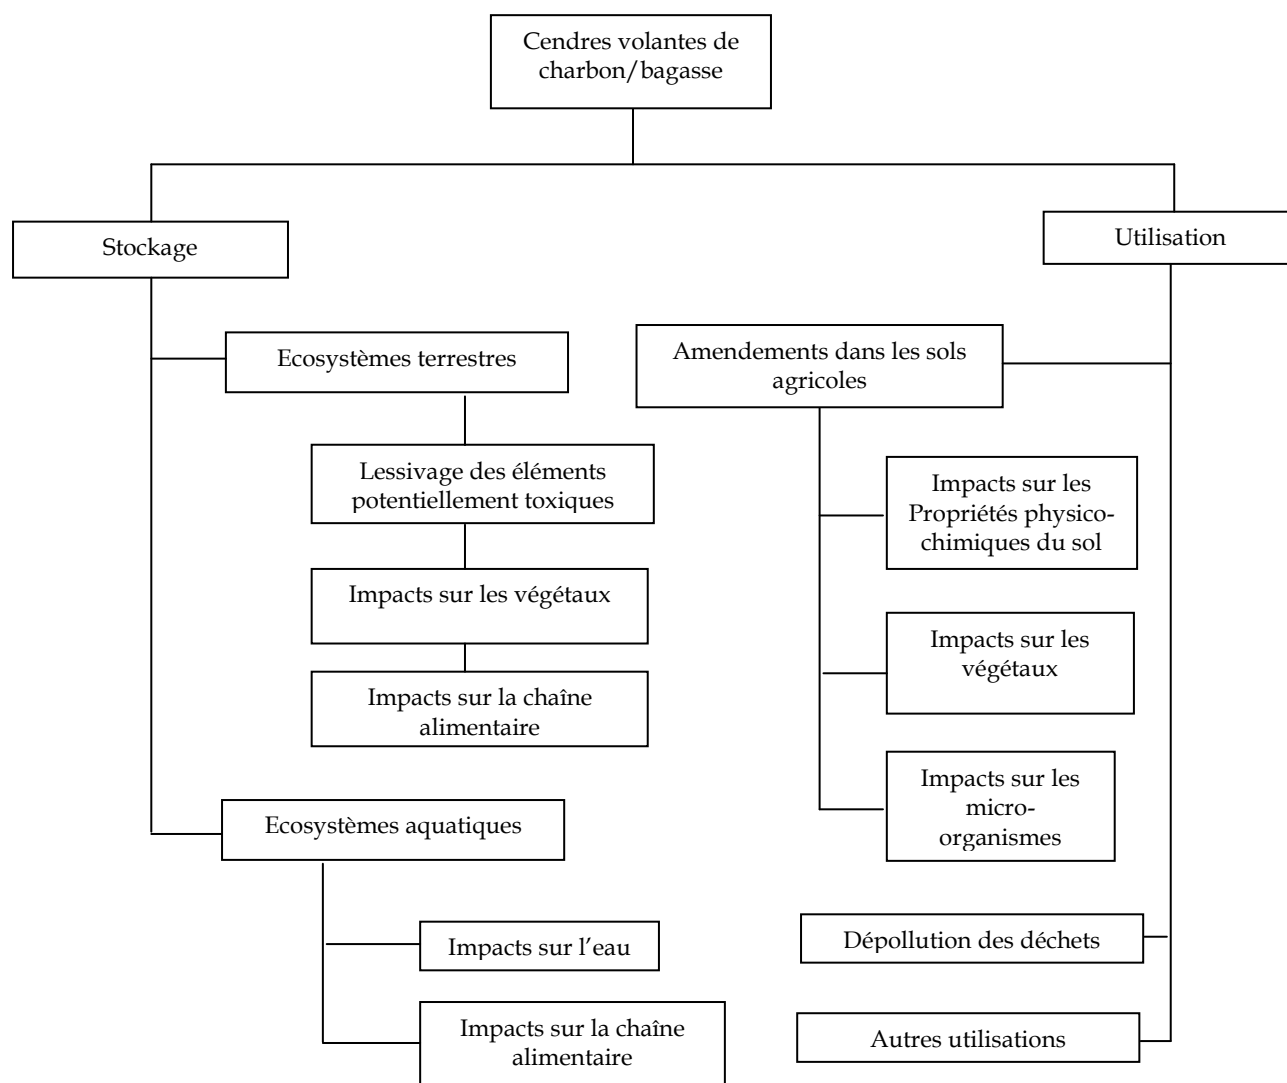 Cendres volantes de
charbon/bagasse
Stockage
Utilisation
Ecosystèmes terrestres
Lessivage des éléments
potentiellement toxiques
Impacts sur les végétaux
Impacts sur la chaîne
alimentaire
Ecosystèmes aquatiques
Impacts sur l’eau
Impacts sur la chaîne
alimentaire
Amendements dans les sols
agricoles
Impacts sur les
Propriétés physico-
chimiques du sol
Impacts sur les
végétaux
Impacts sur les
micro-
organismes
Dépollution des déchets
Autres utilisations